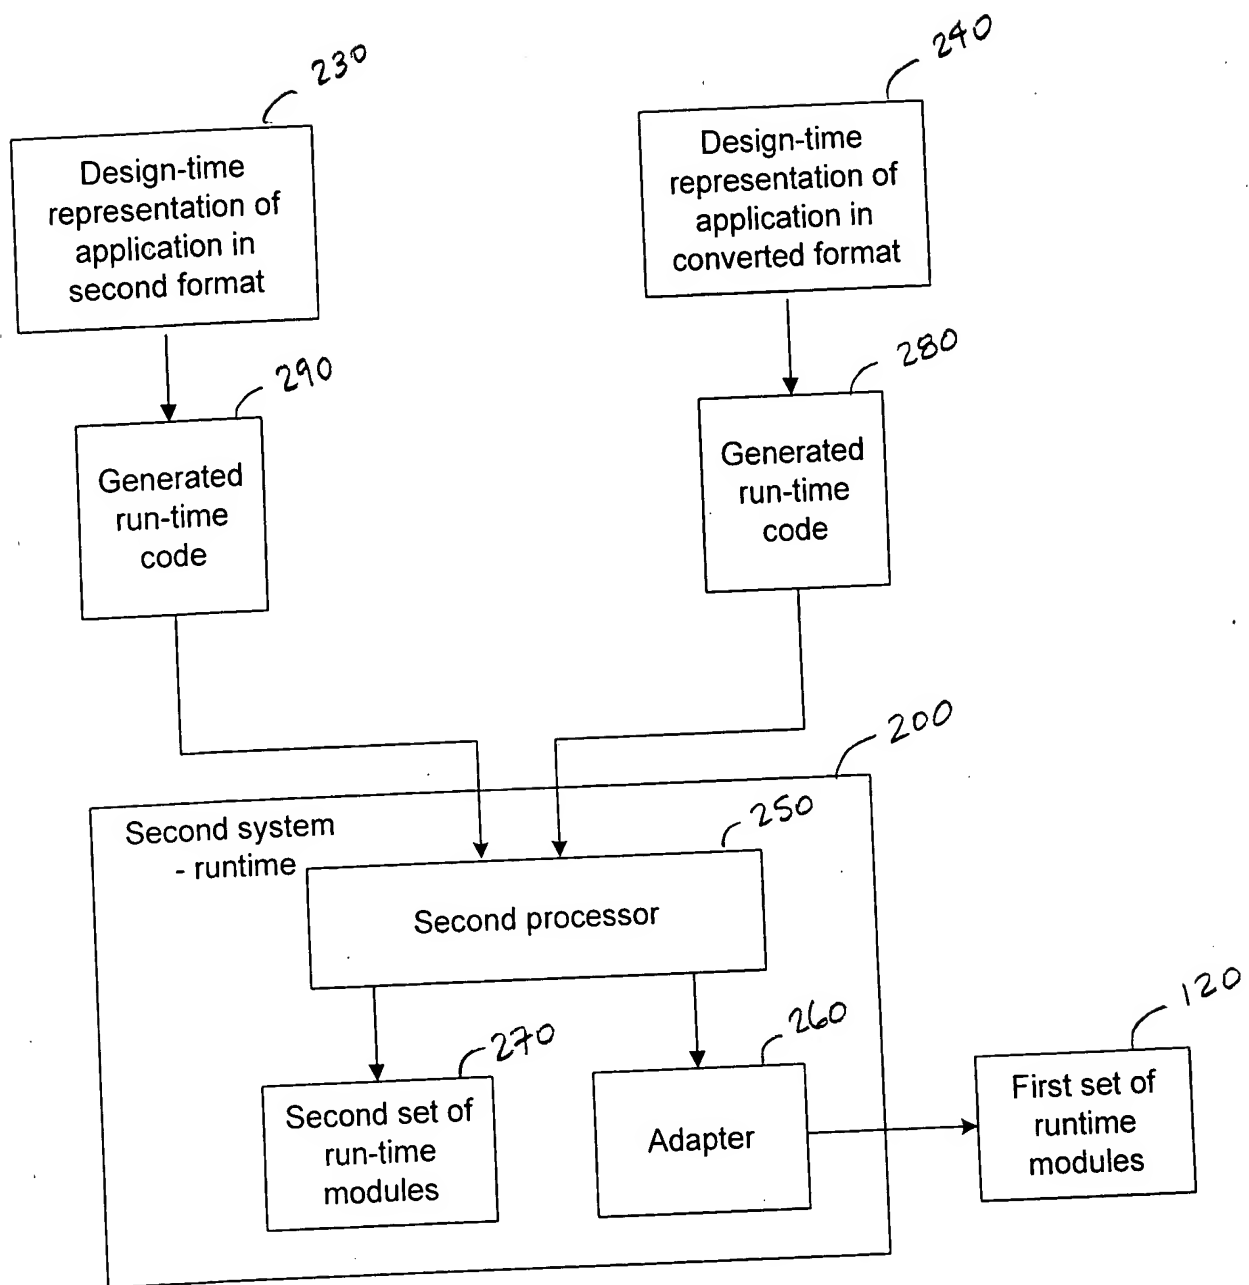 230
240
Design-time
representation of
application in
second format
Design-time
representation of
application in
converted format
290
280
Generated
run-time
code
Generated
run-time
code
200
Second system
- runtime
250
Second processor
270
260
120
Second set of
run-time
modules
Adapter
First set of
runtime
modules